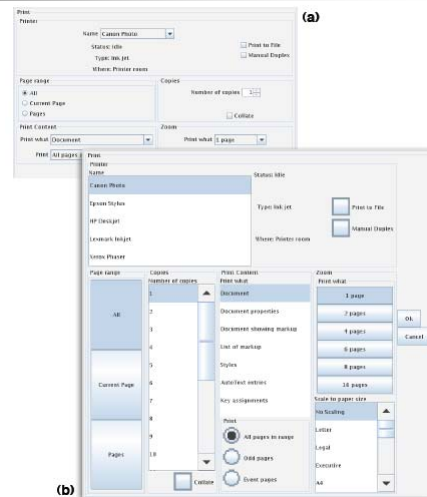 (a)
Print
Printer
Name Canon Photo
Status: Idle
Type: Ink jet
Where: Printer room
Print to File
Manual Duplex
Page range
All
Current Page
Pages
Copies
Number of copies 1
Collate
Print Content
Print what Document
Print All pages
Zoom
Print what 1 page
(b)
Print
Printer
Name
Canon Photo
Epson Stylus
HP Deskjet
Lexmark Inkjet
Xerox Phaser
Status: Idle
Type: Ink jet
Where: Printer room
Print to File
Manual Duplex
Page range
All
Current Page
Pages
Copies
Number of copies
1
2
3
4
5
6
7
8
9
10
Collate
Print Content
Print what
Document
Document properties
Document showing markup
List of markup
Styles
AutoText entries
Key assignments
Print
All pages in range
Odd pages
Event pages
Zoom
Print what
1 page
2 pages
4 pages
6 pages
8 pages
16 pages
Scale to paper size
No Scaling
Letter
Legal
Executive
A4
Ok
Cancel